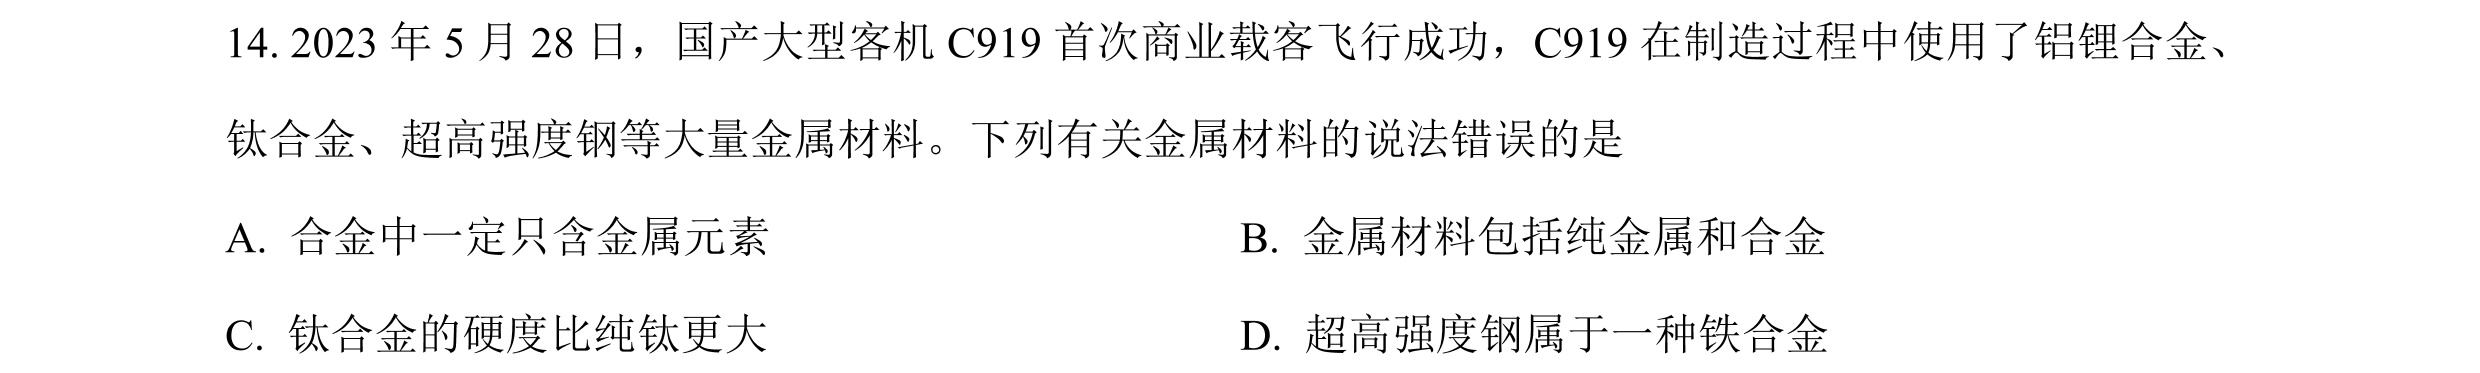 14. 2023 年 5 月 28 日，国产大型客机 C919 首次商业载客飞行成功，C919 在制造过程中使用了铝锂合金、
钛合金、超高强度钢等大量金属材料。下列有关金属材料的说法错误的是
A. 合金中一定只含金属元素 B. 金属材料包括纯金属和合金
C. 钛合金的硬度比纯钛更大 D. 超高强度钢属于一种铁合金